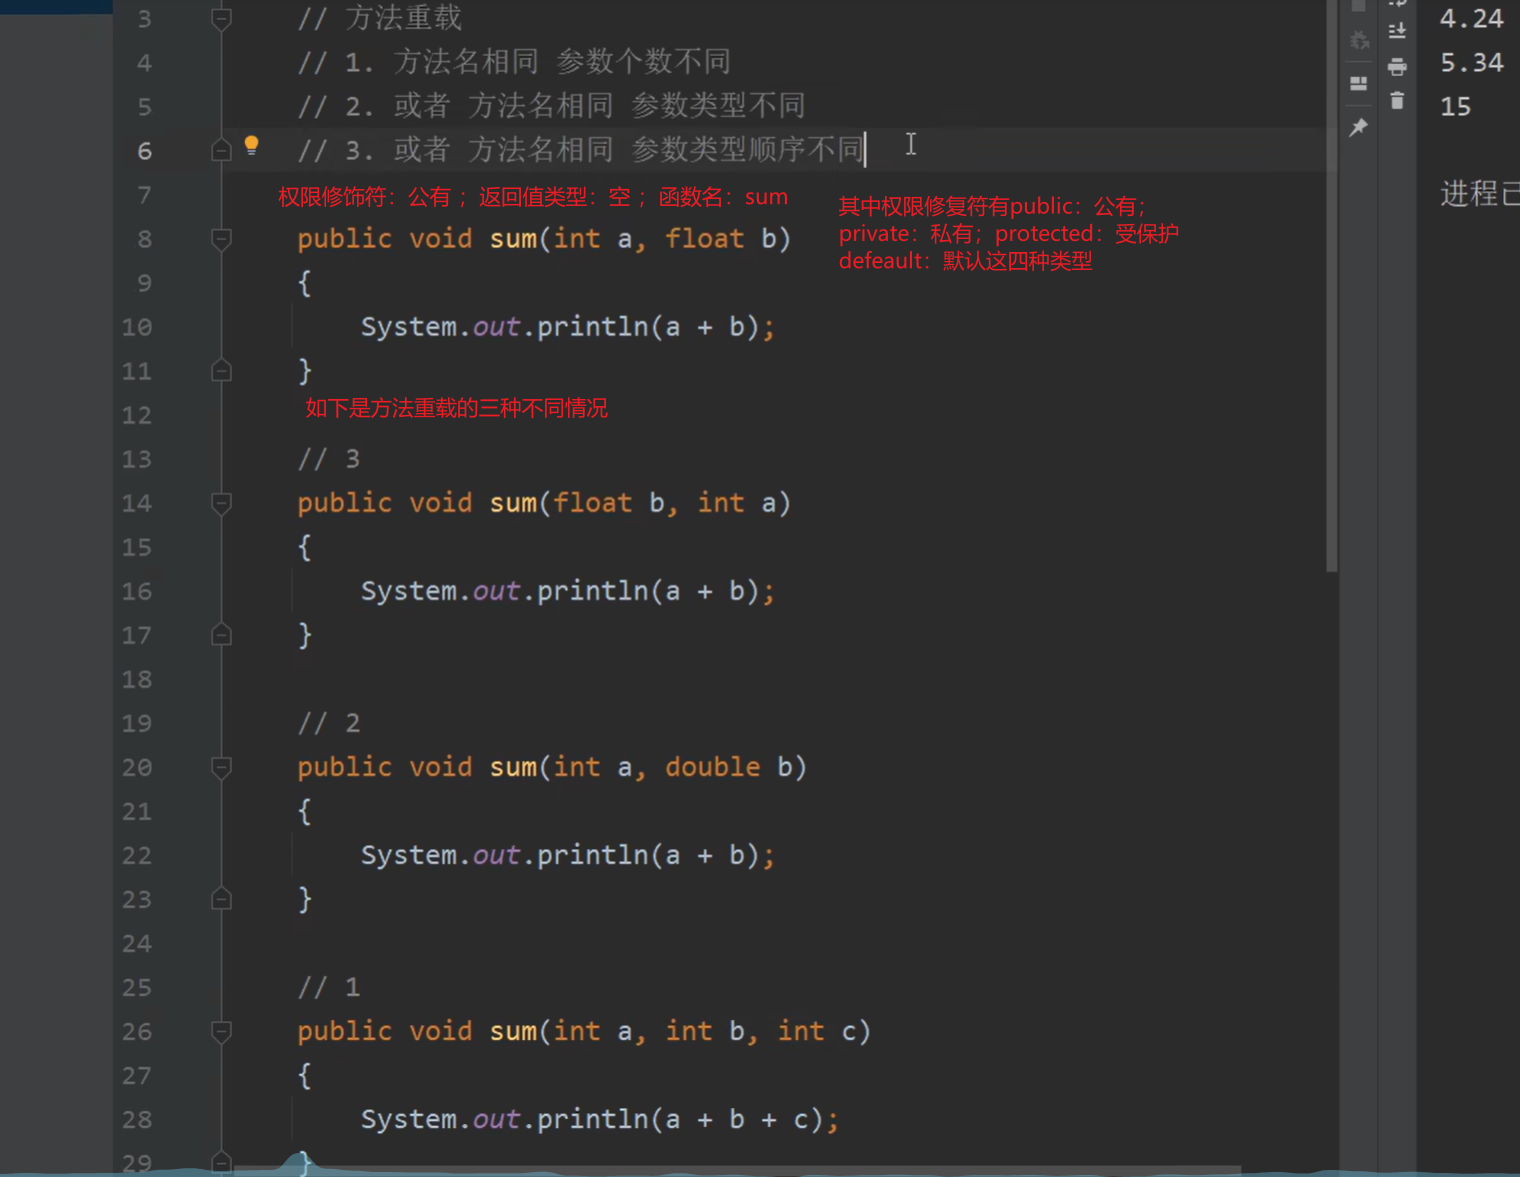 3 // 方法重载
4 // 1. 方法名相同 参数个数不同
5 // 2. 或者 方法名相同 参数类型不同
6 // 3. 或者 方法名相同 参数类型顺序不同
7 权限修饰符：公有 ；返回值类型：空 ；函数名：sum
其中权限修复符有public：公有；
private：私有；protected：受保护
defeault：默认这四种类型
8 public void sum(int a, float b)
9 {
10 System.out.println(a + b);
11 }
12 如下是方法重载的三种不同情况
13 // 3
14 public void sum(float b, int a)
15 {
16 System.out.println(a + b);
17 }
18
19 // 2
20 public void sum(int a, double b)
21 {
22 System.out.println(a + b);
23 }
24
25 // 1
26 public void sum(int a, int b, int c)
27 {
28 System.out.println(a + b + c);
29 }
4.24
5.34
15
进程已